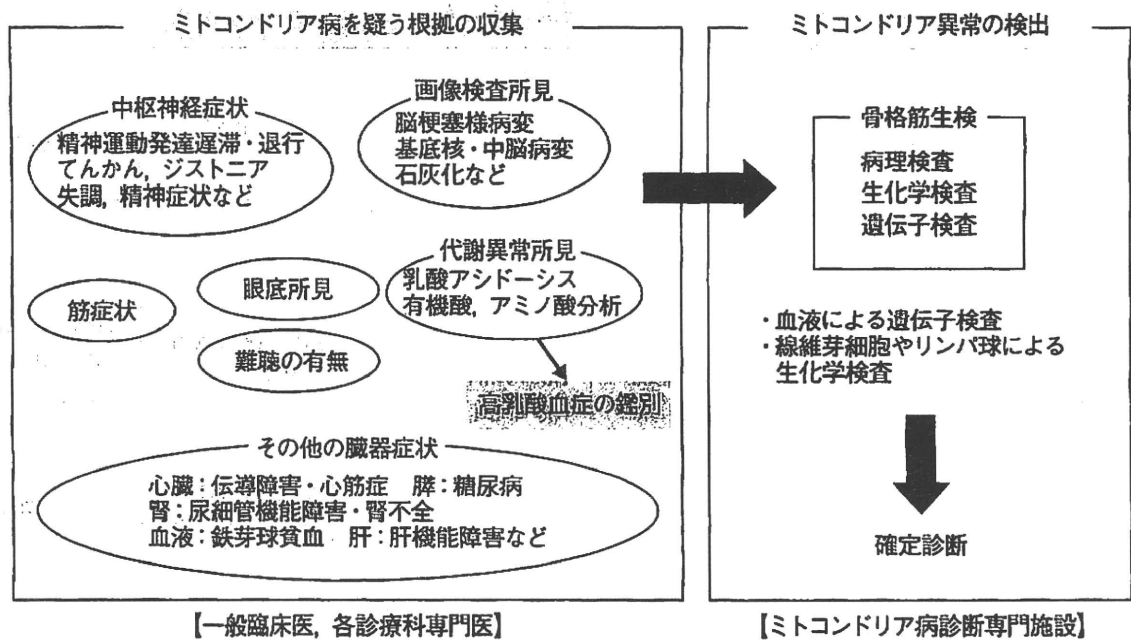 ミトコンドリア病を疑う根拠の収集
中枢神経症状
精神運動発達遅滞・退行
てんかん，ジストニア
失調，精神症状など
画像検査所見
脳梗塞様病変
基底核・中脳病変
石灰化など
筋症状
眼底所見
難聴の有無
代謝異常所見
乳酸アシドーシス
有機酸，アミノ酸分析
高乳酸血症の鑑別
その他の臓器症状
心臓：伝導障害・心筋症　膵：糖尿病
腎：尿細管機能障害・腎不全
血液：鉄芽球貧血　肝：肝機能障害など
【一般臨床医，各診療科専門医】
ミトコンドリア異常の検出
骨格筋生検
病理検査
生化学検査
遺伝子検査
・血液による遺伝子検査
・線維芽細胞やリンパ球による
生化学検査
確定診断
【ミトコンドリア病診断専門施設】